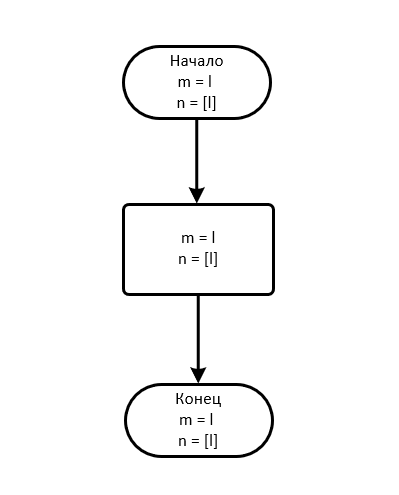 Начало
m = l
n = [l]
m = l
n = [l]
Конец
m = l
n = [l]